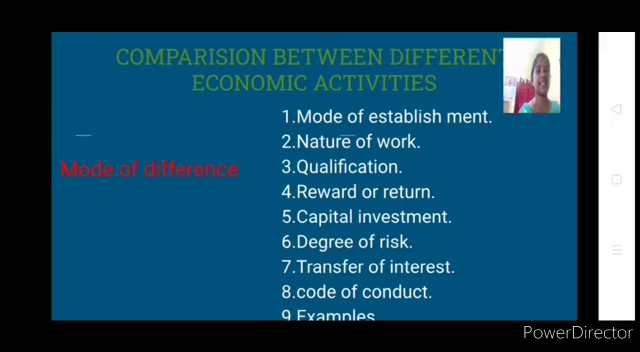 COMPARISION BETWEEN DIFFERENT
ECONOMIC ACTIVITIES
Mode of difference
1.Mode of establish ment.
2.Nature of work.
3.Qualification.
4.Reward or return.
5.Capital investment.
6.Degree of risk.
7.Transfer of interest.
8.code of conduct.
9.Examples
PowerDirector